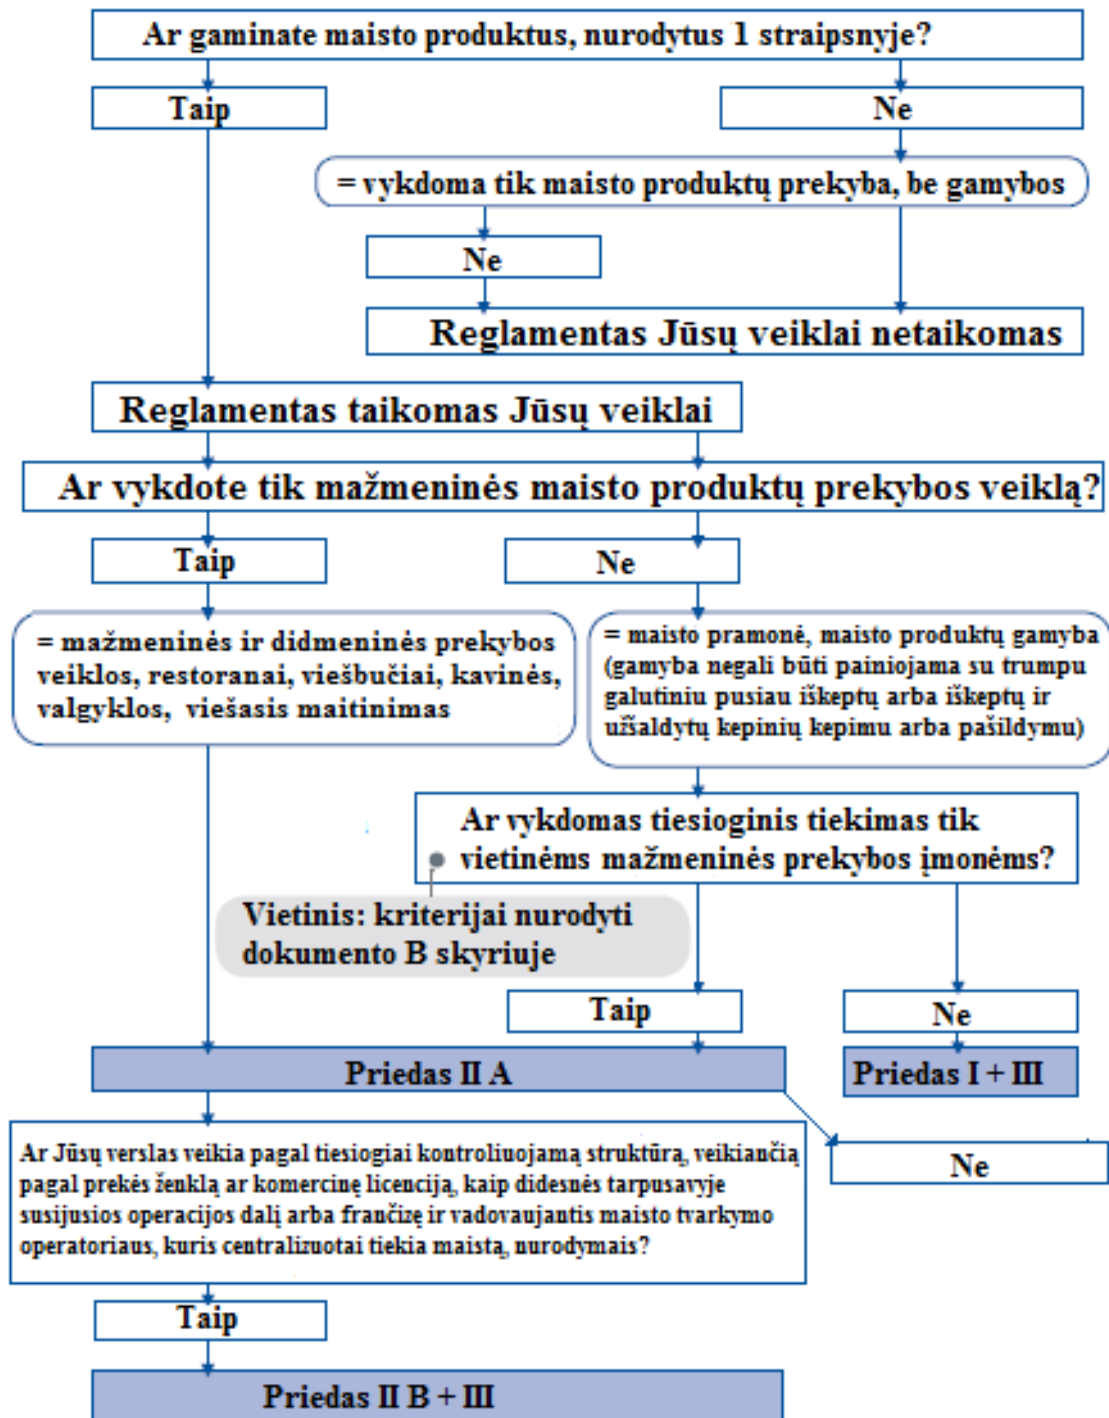 Ar gaminate maisto produktus, nurodytus 1 straipsnyje?
Taip
Ne
= vykdoma tik maisto produktų prekyba, be gamybos
Ne
Reglamentas Jūsų veiklai netaikomas
Reglamentas taikomas Jūsų veiklai
Ar vykdote tik mažmeninės maisto produktų prekybos veiklą?
Taip
Ne
= mažmeninės ir didmeninės prekybos
veiklos, restoranai, viešbučiai, kavinės,
valgyklos, viešasis maitinimas
= maisto pramonė, maisto produktų gamyba
(gamyba negali būti painiojama su trumpu
galutiniu pusiau iškeptų arba iškeptų ir
užšaldytų kepinių kepimu arba pašildymu)
Ar vykdomas tiesioginis tiekimas tik
vietinėms mažmeninės prekybos įmonėms?
Vietinis: kriterijai nurodyti
dokumento B skyriuje
Taip
Ne
Priedas II A
Priedas I + III
Ne
Ar Jūsų verslas veikia pagal tiesiogiai kontroliuojamą struktūrą, veikiančią
pagal prekės ženklą ar komercinę licenciją, kaip didesnės tarpusavyje
susijusios operacijos dalį arba frančizę ir vadovaujantis maisto tvarkymo
operatoriaus, kuris centralizuotai tiekia maistą, nurodymais?
Taip
Priedas II B + III